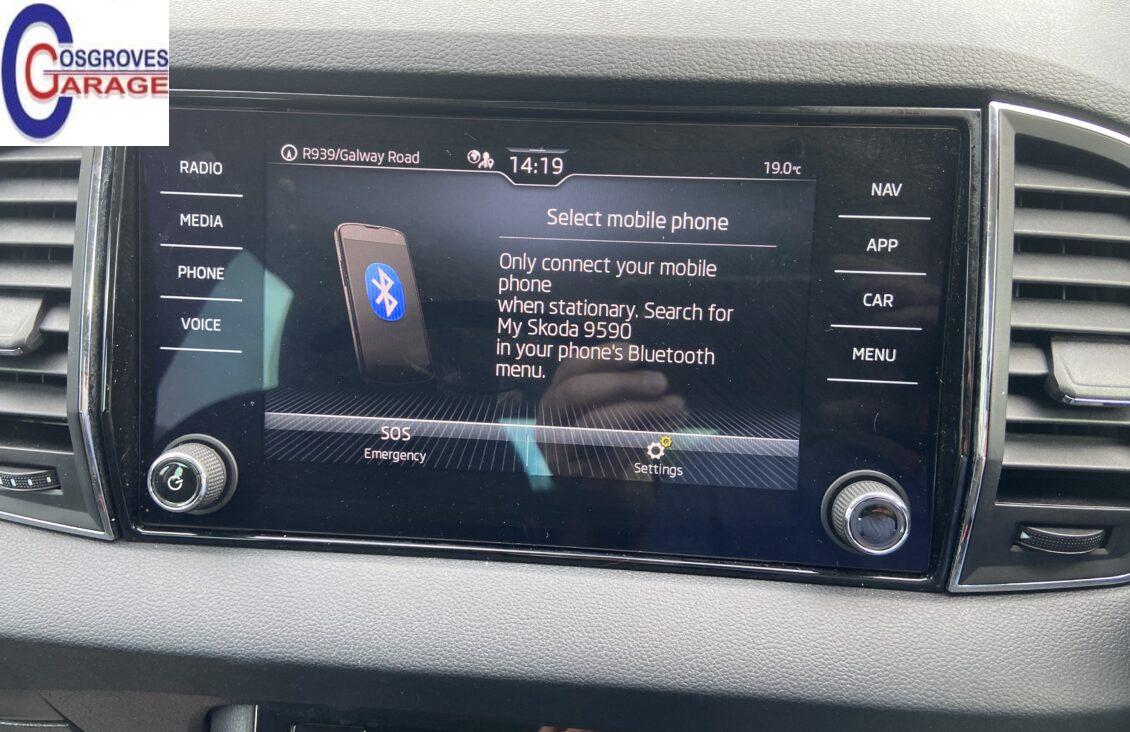 COSGROVES
GARAGE
R939/Galway Road
14:19
19.0°C
RADIO
MEDIA
PHONE
VOICE
Select mobile phone
Only connect your mobile
phone
when stationary. Search for
My Skoda 9590
in your phone's Bluetooth
menu.
SOS
Emergency
Settings
NAV
APP
CAR
MENU